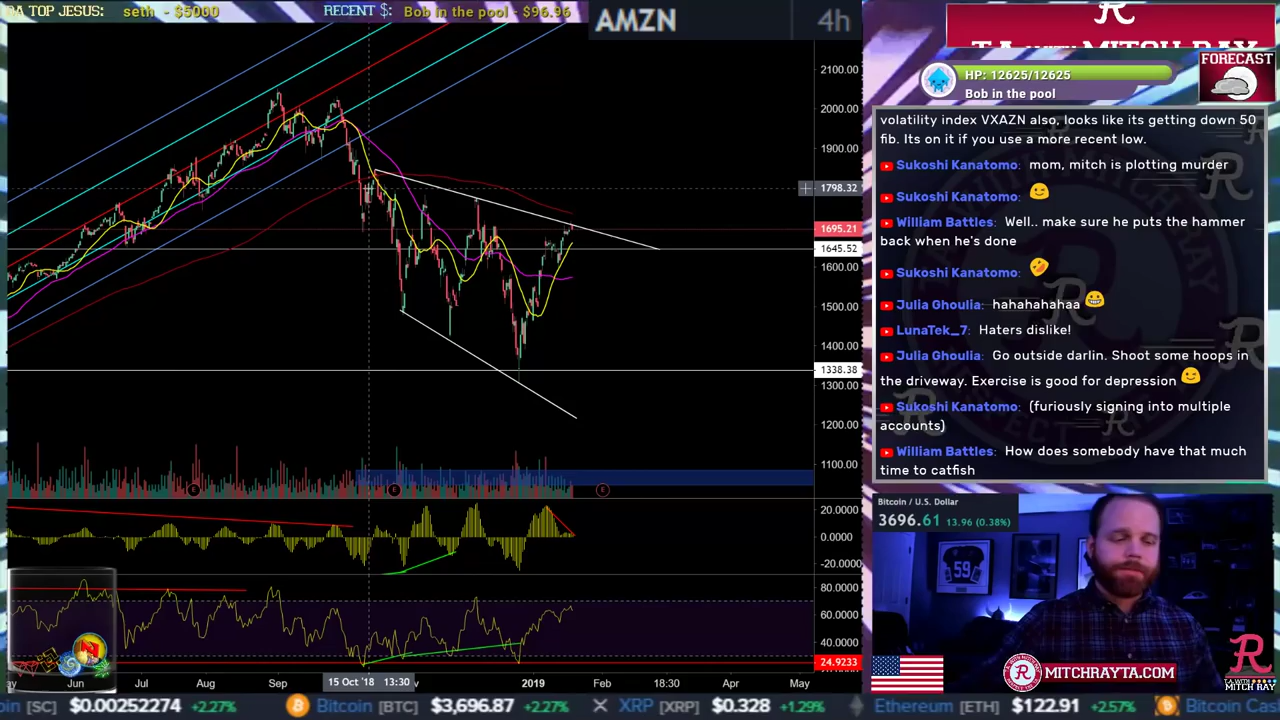 DA TOP JESUS: seth - $5000
RECENT $: Bob in the pool - $96.96
AMZN 4h
2100.00
2000.00
1900.00
1798.32
1695.21
1645.52
1600.00
1500.00
1400.00
1338.38
1300.00
1200.00
1100.00
E E E
20.0000
0.0000
-20.0000
80.0000
60.0000
40.0000
24.9233
Jun Jul Aug Sep 15 Oct '18 13:30 2019 Feb 18:30 Apr May
R
TA WITH MITCH RAY
HP: 12625/12625
Bob in the pool
FORECAST
volatility index VXAZN also, looks like its getting down 50
fib. Its on it if you use a more recent low.
Sukoshi Kanatomo: mom, mitch is plotting murder
Sukoshi Kanatomo: 😉
William Battles: Well.. make sure he puts the hammer
back when he's done
Sukoshi Kanatomo: 🤣
Julia Ghoulia: hahahahahaa 😀
LunaTek_7: Haters dislike!
Julia Ghoulia: Go outside darlin. Shoot some hoops in
the driveway. Exercise is good for depression 😉
Sukoshi Kanatomo: (furiously signing into multiple
accounts)
William Battles: How does somebody have that much
time to catfish
Bitcoin / U.S. Dollar
3696.61 13.96 (0.38%)
59
MITCHRAYTA.COM
R
T.A. WITH
MITCH RAY
oin [SC] $0.00252274 +2.27% Bitcoin [BTC] $3,696.87 +2.27% XRP [XRP] $0.328 +1.29% Ethereum [ETH] $122.91 +2.57% Bitcoin Cas